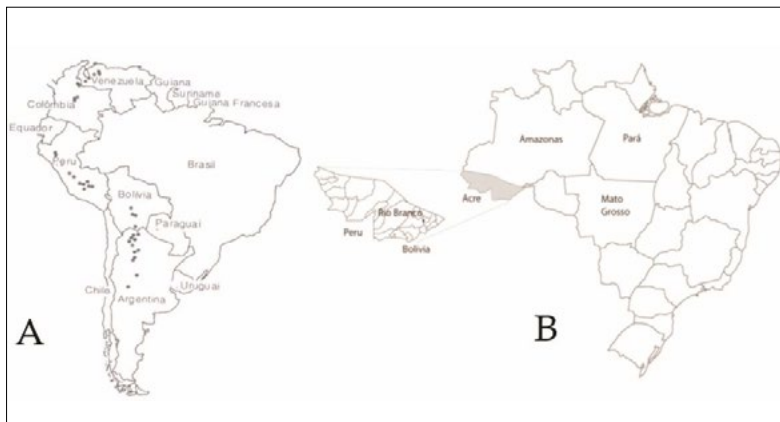 Venezuela
Guiana
Suriname
Guiana Francesa
Colômbia
Equador
Peru
Brasil
Bolívia
Paraguai
Chile
Uruguai
Argentina
A
Rio Branco
Peru
Bolívia
Acre
Amazonas
Pará
Mato
Grosso
B